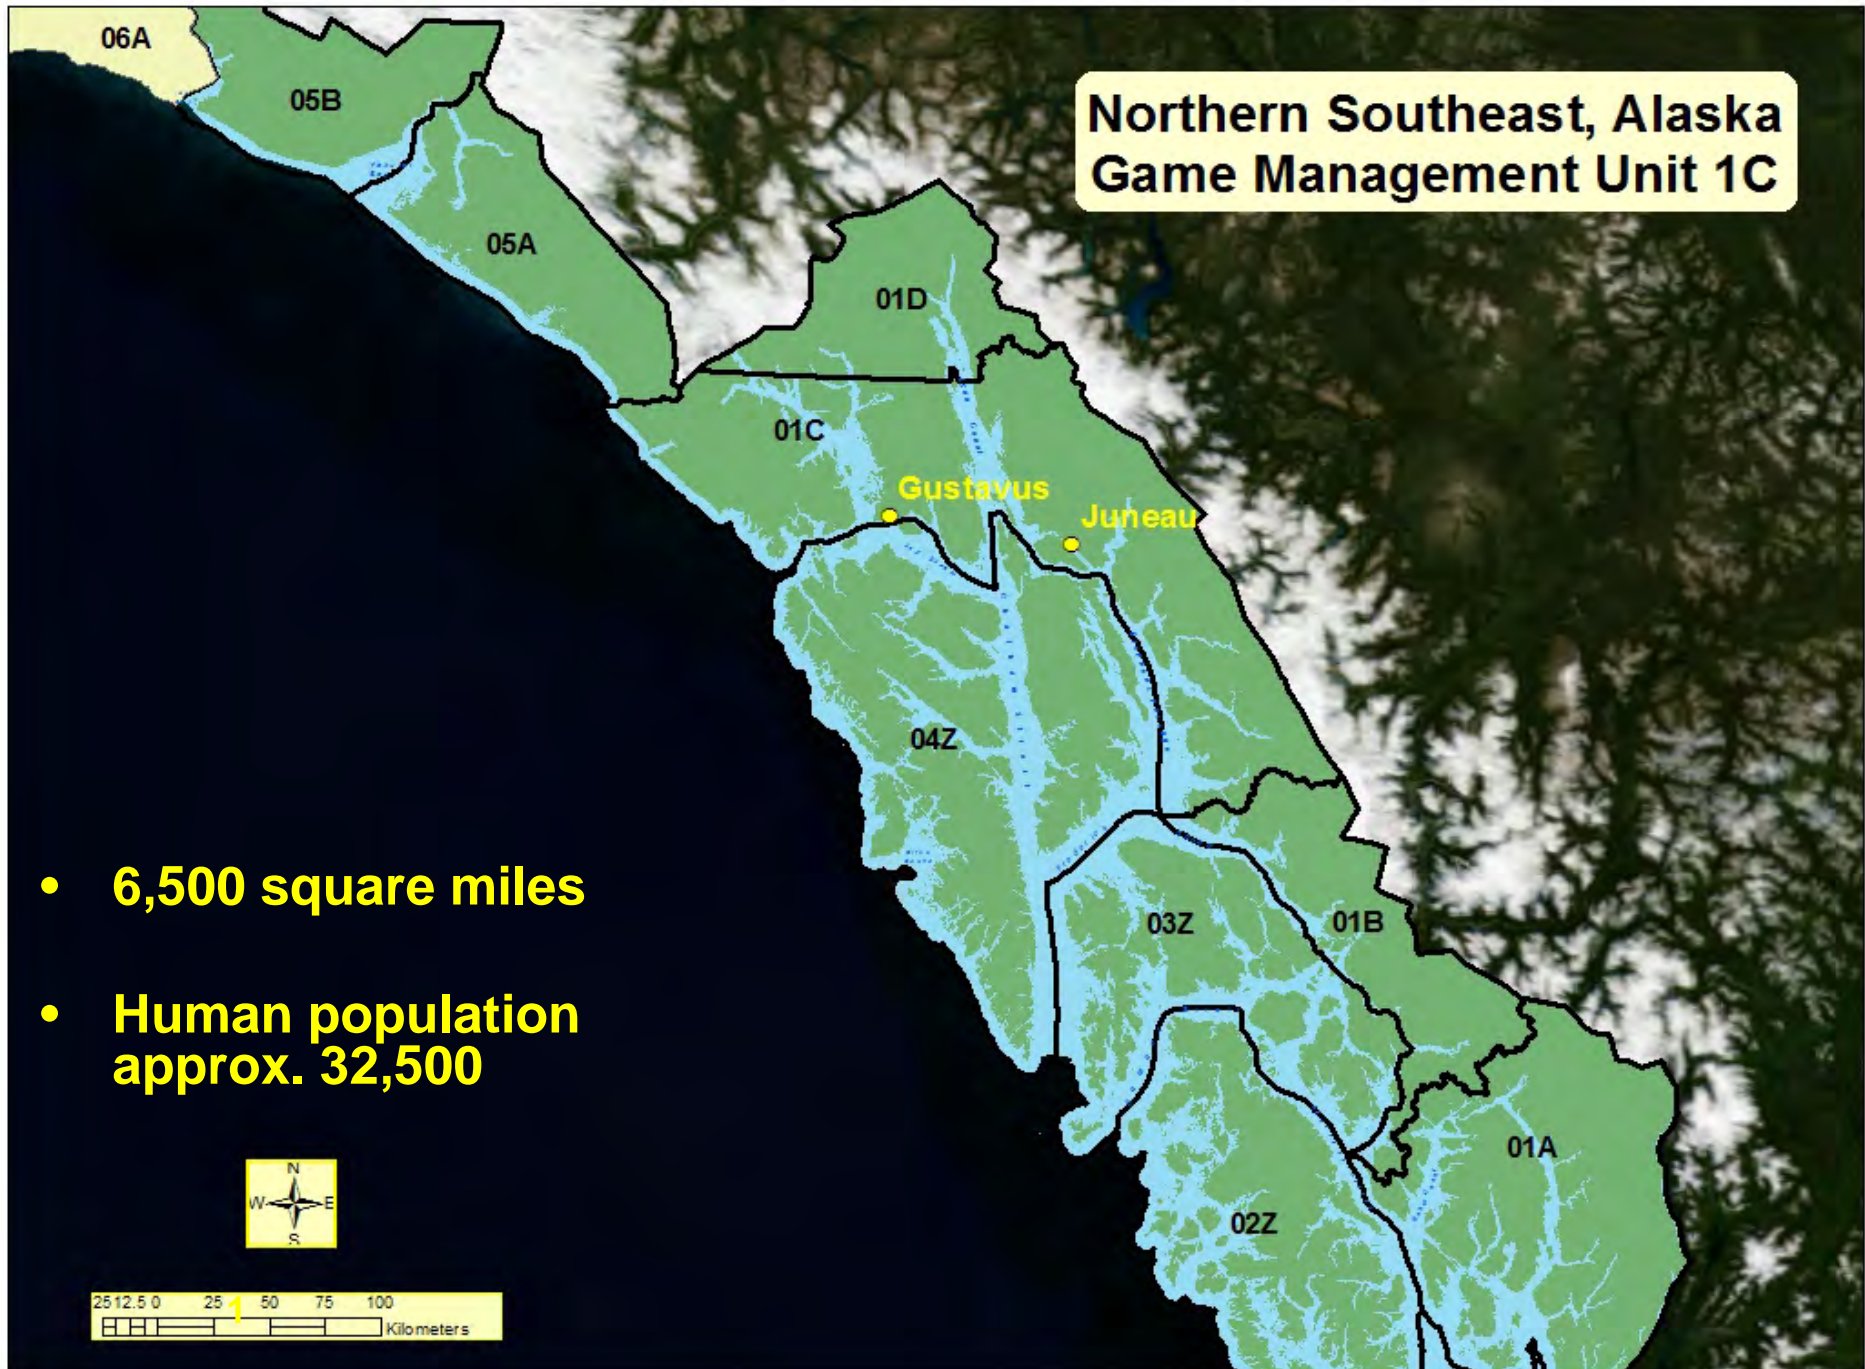 06A
05B
Northern Southeast, Alaska
Game Management Unit 1C
05A
01D
01C
Gustavus
Juneau
04Z
• 6,500 square miles
03Z
01B
• Human population
approx. 32,500
01A
N
W E
S
02Z
25 12.5 0 25 50 75 100
Kilometers
1